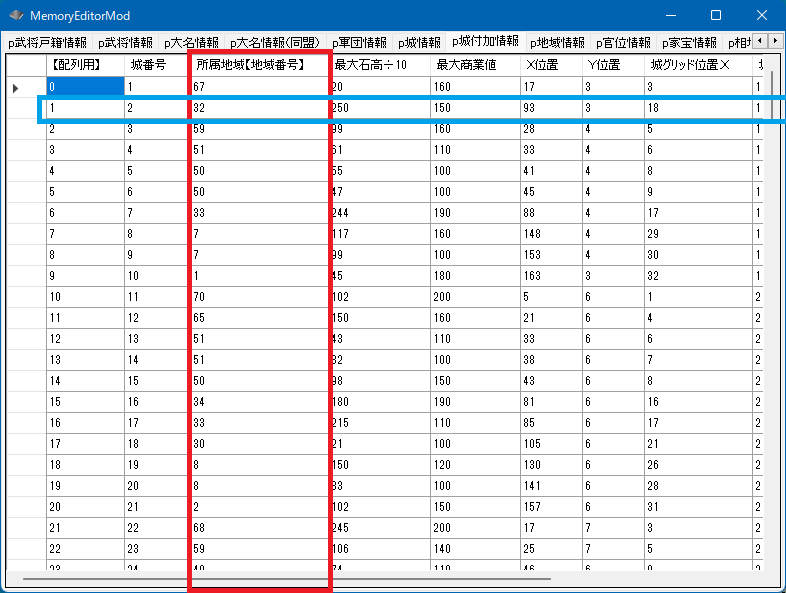 MemoryEditorMod
p武将戸籍情報 p武将情報 p大名情報 p大名情報(同盟) p軍団情報 p城情報 p城付加情報 p地域情報 p官位情報 p家宝情報 p相
【配列用】 城番号 所属地域【地域番号】 最大石高÷10 最大商業値 X位置 Y位置 城グリッド位置X
0 1 67 20 160 17 3 3 1
1 2 32 250 150 93 3 18 1
2 3 59 99 160 28 4 5 1
3 4 51 61 110 33 4 6 1
4 5 50 55 100 41 4 8 1
5 6 50 47 100 45 4 9 1
6 7 33 244 190 88 4 17 1
7 8 7 117 160 148 4 29 1
8 9 7 99 100 153 4 30 1
9 10 1 45 180 163 3 32 1
10 11 70 102 200 5 6 1 2
11 12 65 150 160 21 6 4 2
12 13 51 43 110 33 6 6 2
13 14 51 32 100 38 6 7 2
14 15 50 98 150 43 6 8 2
15 16 34 180 190 81 6 16 2
16 17 33 215 110 85 6 17 2
17 18 30 21 100 105 6 21 2
18 19 8 150 120 130 6 26 2
19 20 8 33 100 141 6 28 2
20 21 2 102 150 157 6 31 2
21 22 68 245 200 17 7 3 2
22 23 59 106 140 25 7 5 2
23 24 74 110 46 6 9 2